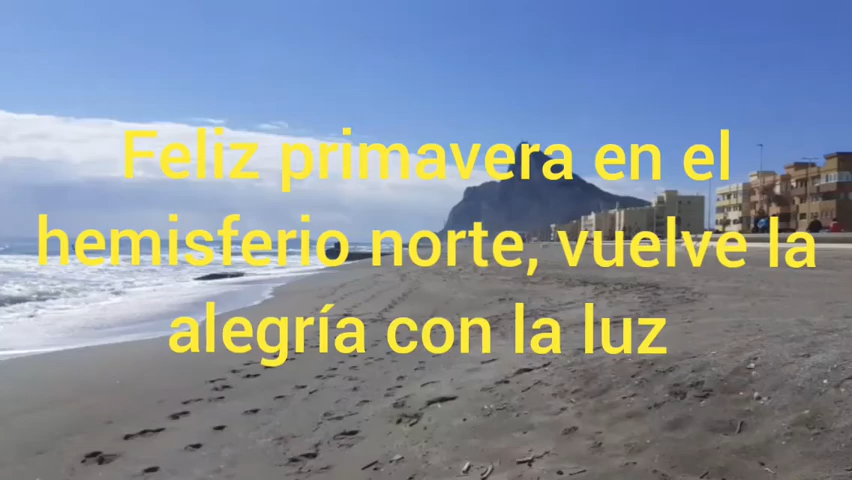 Feliz primavera en el
hemisferio norte, vuelve la
alegría con la luz